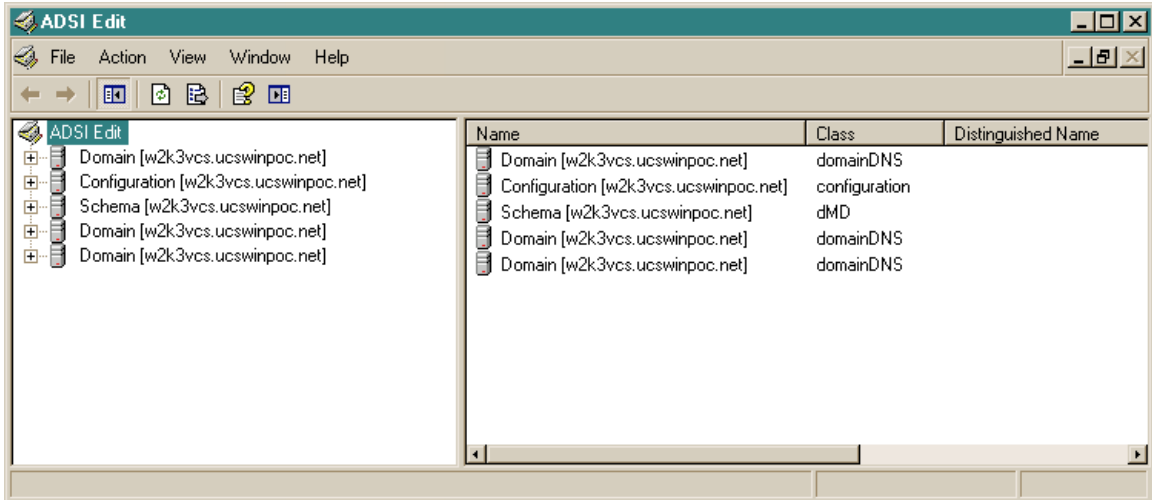 ADSI Edit
File Action View Window Help
ADSI Edit
Domain [w2k3vcs.ucswinpoc.net]
Configuration [w2k3vcs.ucswinpoc.net]
Schema [w2k3vcs.ucswinpoc.net]
Domain [w2k3vcs.ucswinpoc.net]
Domain [w2k3vcs.ucswinpoc.net]
Name Class Distinguished Name
Domain [w2k3vcs.ucswinpoc.net] domainDNS
Configuration [w2k3vcs.ucswinpoc.net] configuration
Schema [w2k3vcs.ucswinpoc.net] dMD
Domain [w2k3vcs.ucswinpoc.net] domainDNS
Domain [w2k3vcs.ucswinpoc.net] domainDNS